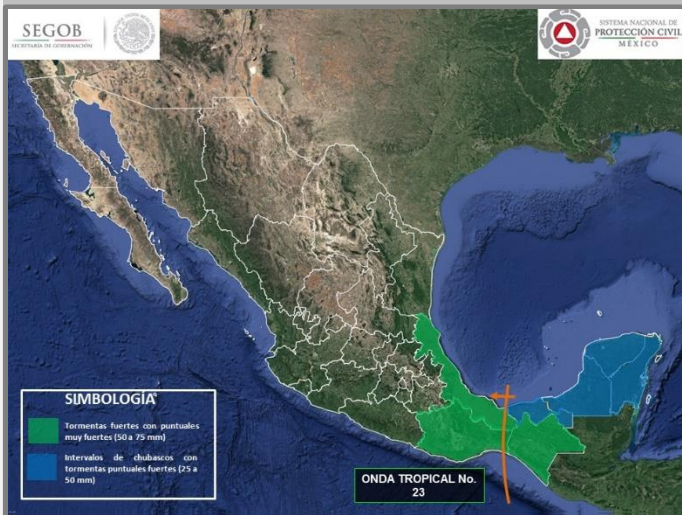 SEGOB
SECRETARÍA DE GOBERNACIÓN
SISTEMA NACIONAL DE
PROTECCIÓN CIVIL
MÉXICO
SIMBOLOGÍA
Tormentas fuertes con puntuales
muy fuertes (50 a 75 mm)
Intervalos de chubascos con
tormentas puntuales fuertes (25 a
50 mm)
ONDA TROPICAL No.
23